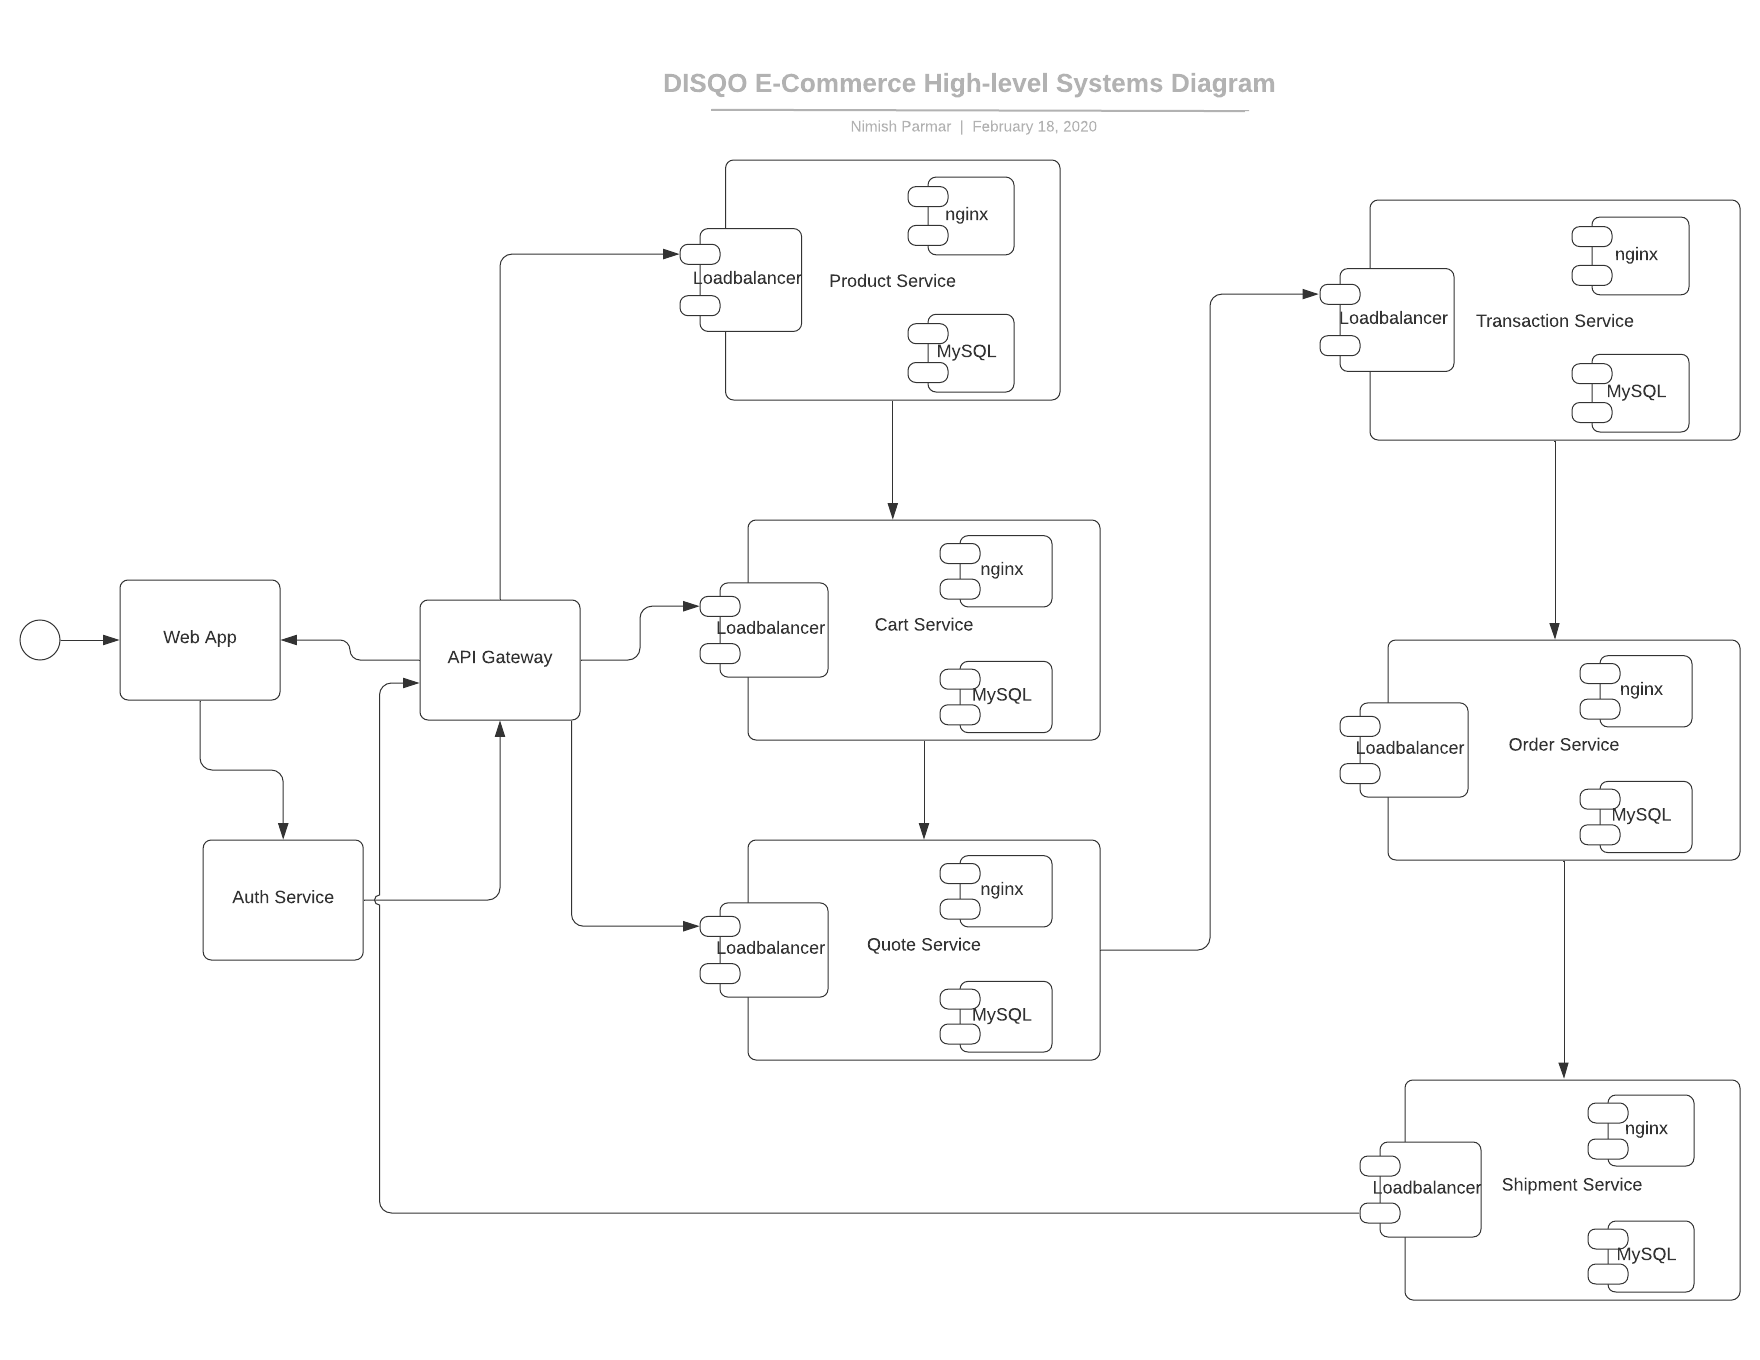 DISQO E-Commerce High-level Systems Diagram
Nimish Parmar | February 18, 2020
nginx
Loadbalancer
Product Service
MySQL
nginx
Loadbalancer
Transaction Service
MySQL
nginx
Loadbalancer
Cart Service
MySQL
Web App
API Gateway
Auth Service
nginx
Loadbalancer
Quote Service
MySQL
nginx
Loadbalancer
Order Service
MySQL
nginx
Loadbalancer
Shipment Service
MySQL